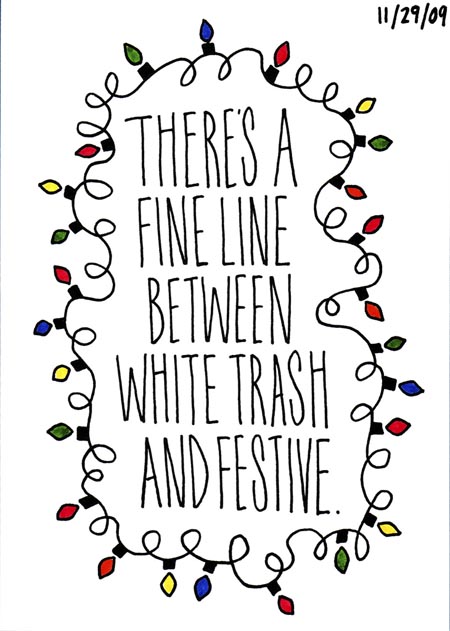 11/29/09
THERE'S A
FINE LINE
BETWEEN
WHITE TRASH
AND FESTIVE.